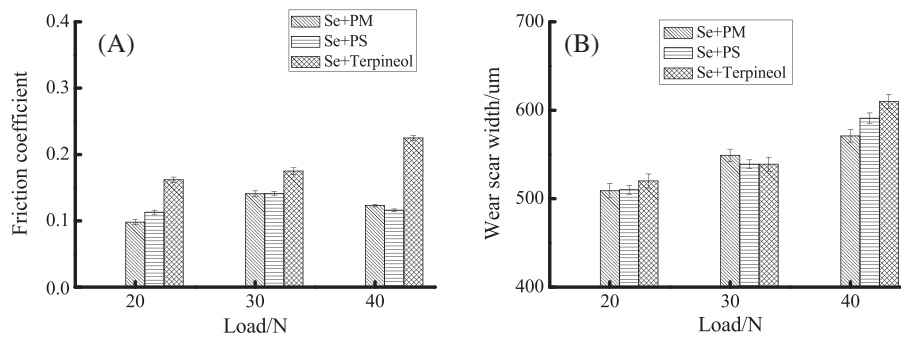 (A)
Se+PM
Se+PS
Se+Terpineol
Friction coefficient
0.4
0.3
0.2
0.1
0.0
20 30 40
Load/N
(B)
Se+PM
Se+PS
Se+Terpineol
Wear scar width/um
700
600
500
400
20 30 40
Load/N